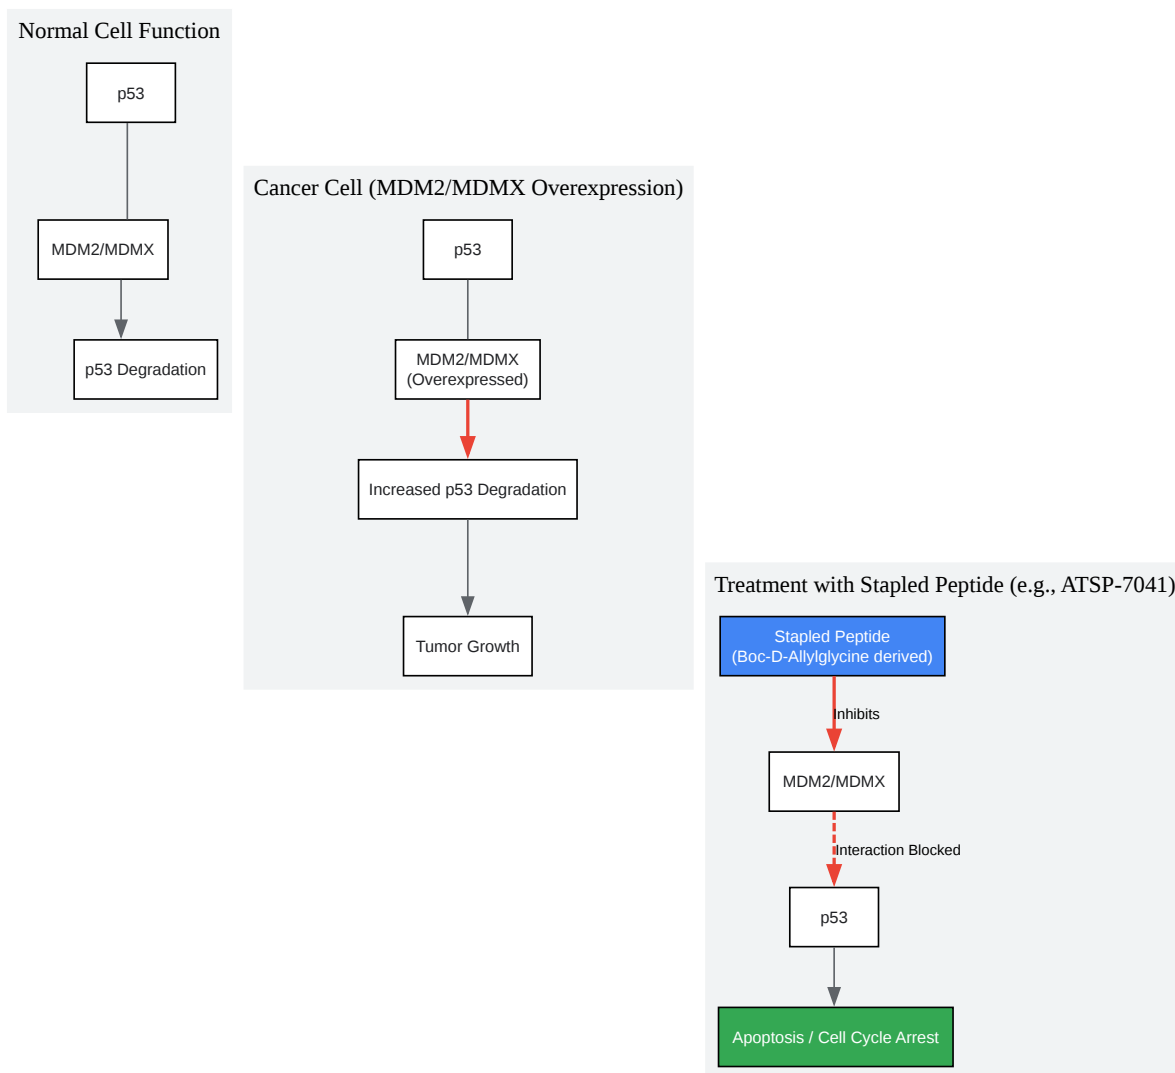 Normal Cell Function
p53
MDM2/MDMX
p53 Degradation
Cancer Cell (MDM2/MDMX Overexpression)
p53
MDM2/MDMX
(Overexpressed)
Increased p53 Degradation
Tumor Growth
Treatment with Stapled Peptide (e.g., ATSP-7041)
Stapled Peptide
(Boc-D-Allylglycine derived)
Inhibits
MDM2/MDMX
Interaction Blocked
p53
Apoptosis / Cell Cycle Arrest